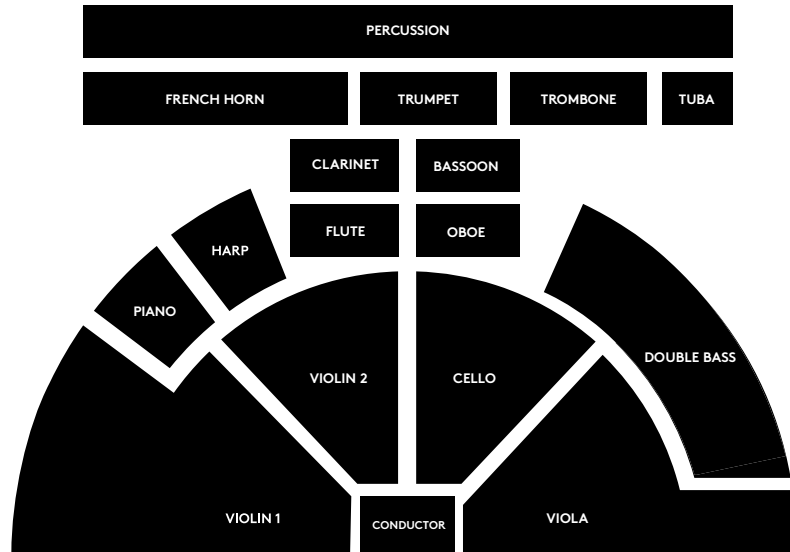 PERCUSSION
FRENCH HORN
TRUMPET
TROMBONE
TUBA
CLARINET
BASSOON
FLUTE
OBOE
HARP
PIANO
DOUBLE BASS
VIOLIN 2
CELLO
VIOLIN 1
CONDUCTOR
VIOLA